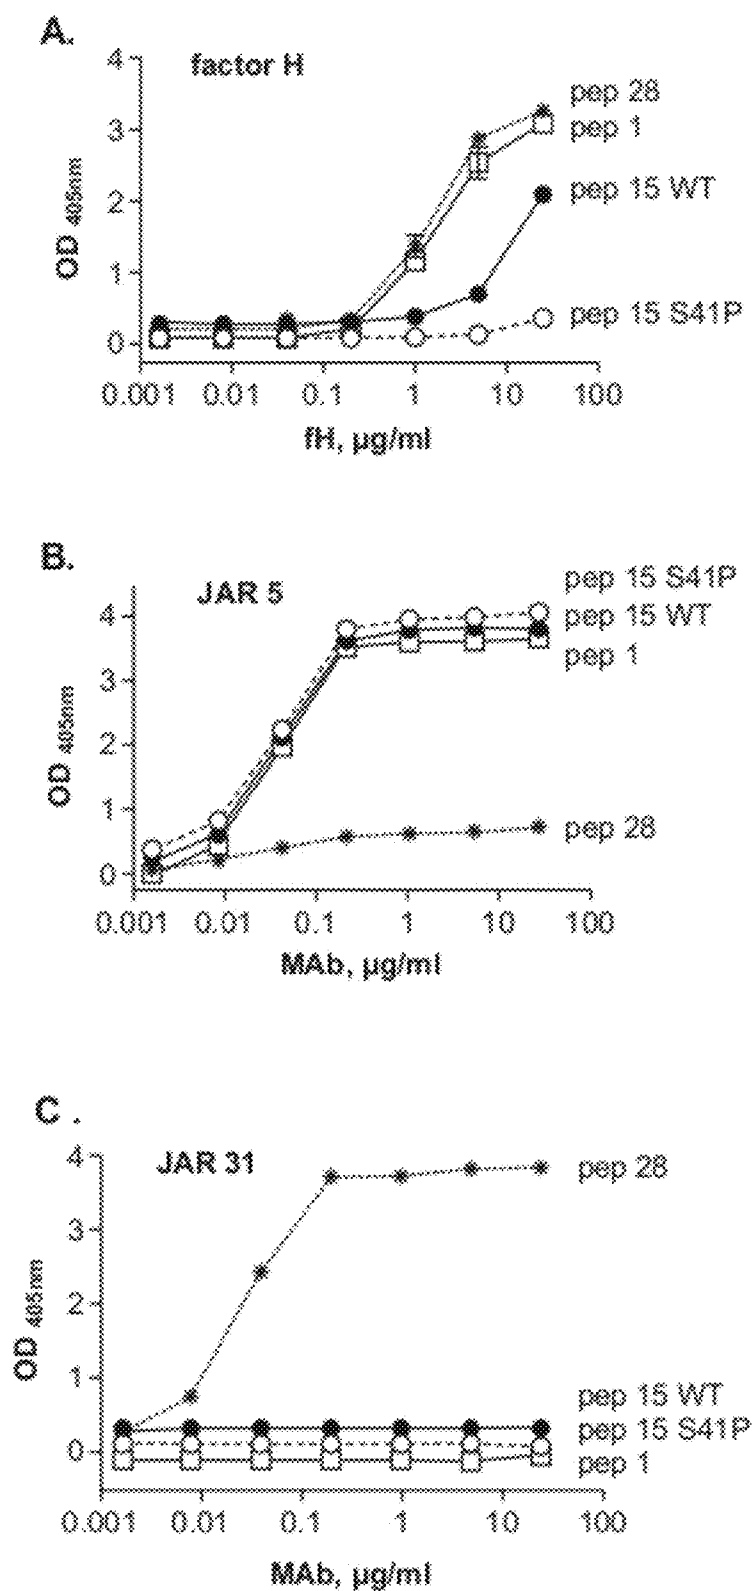 A.
factor H
4
3
2
1
0
OD 405nm
pep 28
pep 1
pep 15 WT
pep 15 S41P
0.001 0.01 0.1 1 10 100
fH, µg/ml
B.
JAR 5
4
3
2
1
0
OD 405nm
pep 15 S41P
pep 15 WT
pep 1
pep 28
0.001 0.01 0.1 1 10 100
MAb, µg/ml
C .
JAR 31
4
3
2
1
0
OD 405nm
pep 28
pep 15 WT
pep 15 S41P
pep 1
0.001 0.01 0.1 1 10 100
MAb, µg/ml